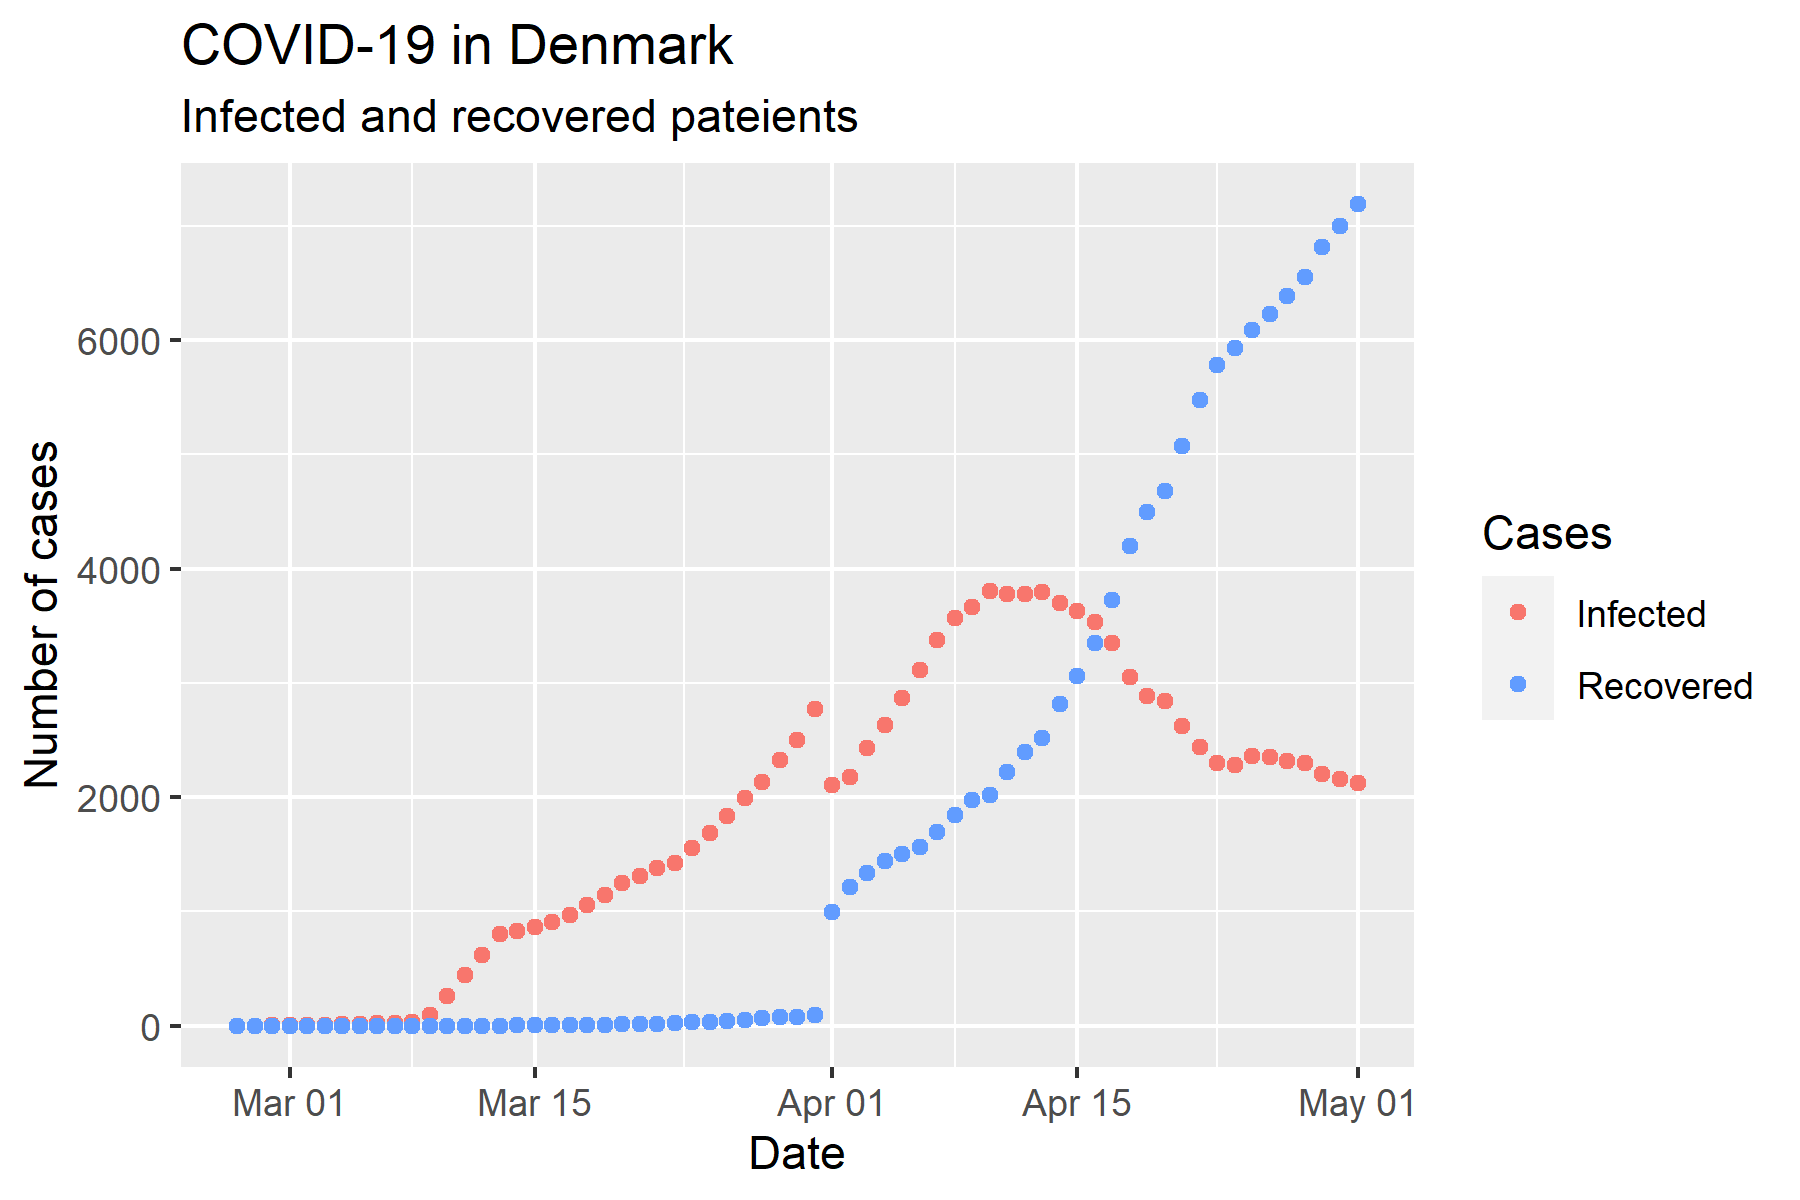 COVID-19 in Denmark
Infected and recovered pateients
Number of cases
6000
4000
2000
0
Mar 01 Mar 15 Apr 01 Apr 15 May 01
Date
Cases
Infected
Recovered